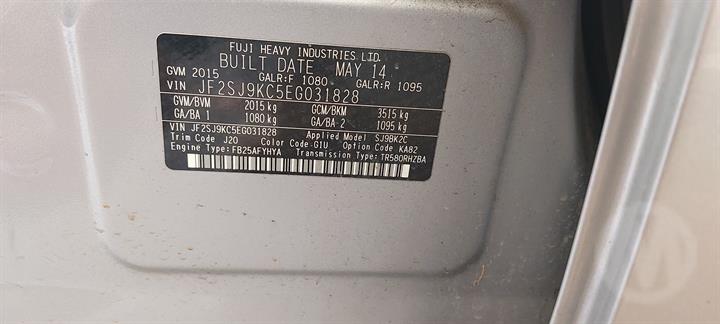 FUJI HEAVY INDUSTRIES LTD.
BUILT DATE MAY 14
GVM 2015 GALR:F 1080 GALR:R 1095
VIN JF2SJ9KC5EG031828
GVM/BVM 2015 kg GCM/BKM 3515 kg
GA/BA 1 1080 kg GA/BA-2 1095 kg
VIN JF2SJ9KC5EG031828 Applied Model SJ9BK2C
Trim Code J20 Color Code G1U Option Code KA82
Engine Type: FB25AFYHYA Transmission Type: TR580RHZBA